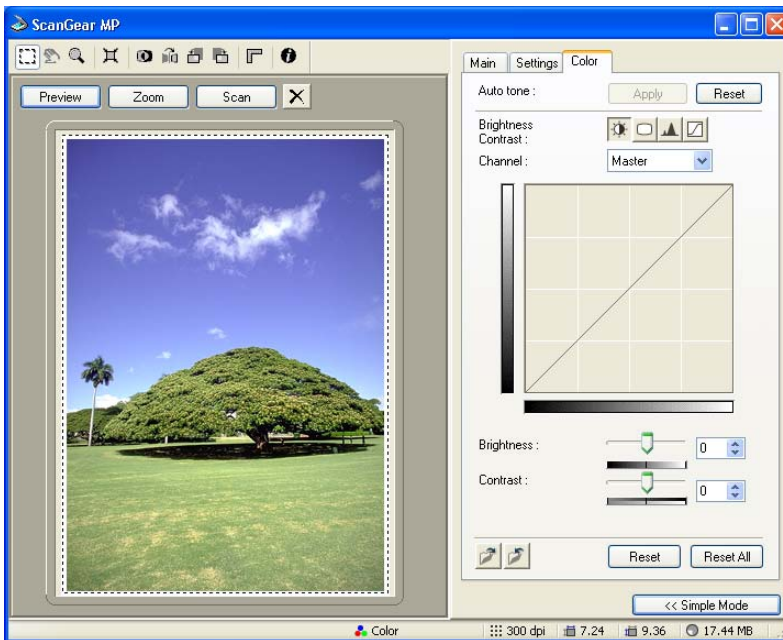 ScanGear MP
Preview Zoom Scan
Main Settings Color
Auto tone : Apply Reset
Brightness
Contrast :
Channel : Master
Brightness : 0
Contrast : 0
Reset Reset All
<< Simple Mode
Color 300 dpi 7.24 9.36 17.44 MB